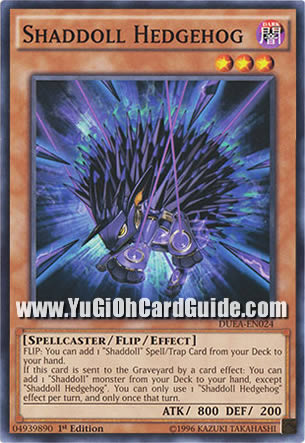 SHADDOLL HEDGEHOG
DARK
闇
www.YuGiOhCardGuide.com
DUEA-EN024
[SPELLCASTER / FLIP / EFFECT]
FLIP: You can add 1 "Shaddoll" Spell/Trap Card from your Deck to
your hand.
If this card is sent to the Graveyard by a card effect: You can
add 1 "Shaddoll" monster from your Deck to your hand, except
"Shaddoll Hedgehog". You can only use 1 "Shaddoll Hedgehog"
effect per turn, and only once that turn.
ATK/ 800 DEF/ 200
04939890 1st Edition ©1996 KAZUKI TAKAHASHI